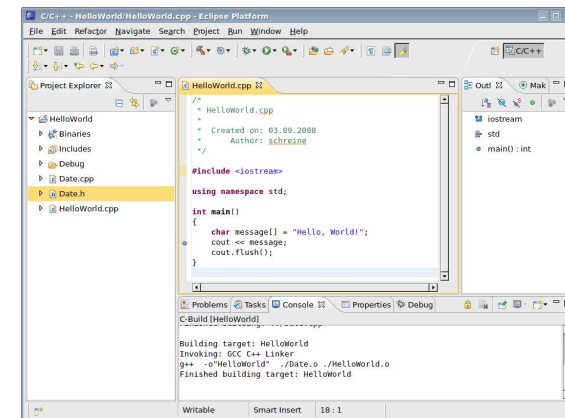 C/C++ - HelloWorld/HelloWorld.cpp - Eclipse Platform
File Edit Refactor Navigate Search Project Run Window Help
C/C++
Project Explorer
HelloWorld
Binaries
Includes
Debug
Date.cpp
Date.h
HelloWorld.cpp
HelloWorld.cpp
/*
* HelloWorld.cpp
*
* Created on: 03.09.2008
* Author: schreine
*/
#include <iostream>
using namespace std;
int main()
{
char message[] = "Hello, World!";
cout << message;
cout.flush();
}
Outl Mak
iostream
std
main() : int
Problems Tasks Console Properties Debug
C-Build [HelloWorld]
Building target: HelloWorld
Invoking: GCC C++ Linker
g++ -o"HelloWorld" ./Date.o ./HelloWorld.o
Finished building target: HelloWorld
Writable Smart Insert 18 : 1